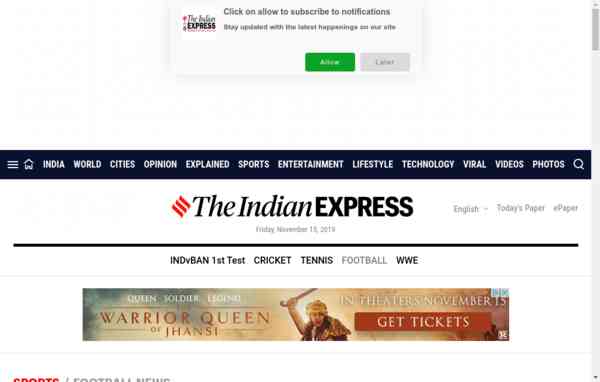 Click on allow to subscribe to notifications
The Indian EXPRESS
Stay updated with the latest happenings on our site
Allow
Later
INDIA WORLD CITIES OPINION EXPLAINED SPORTS ENTERTAINMENT LIFESTYLE TECHNOLOGY VIRAL VIDEOS PHOTOS
The Indian EXPRESS
English Today's Paper ePaper
Friday, November 15, 2019
INDvBAN 1st Test CRICKET TENNIS FOOTBALL WWE
QUEEN SOLDIER LEGEND
WARRIOR QUEEN
OF JHANSI
IN THEATERS NOVEMBER 15
GET TICKETS
SPORTS / FOOTBALL NEWS